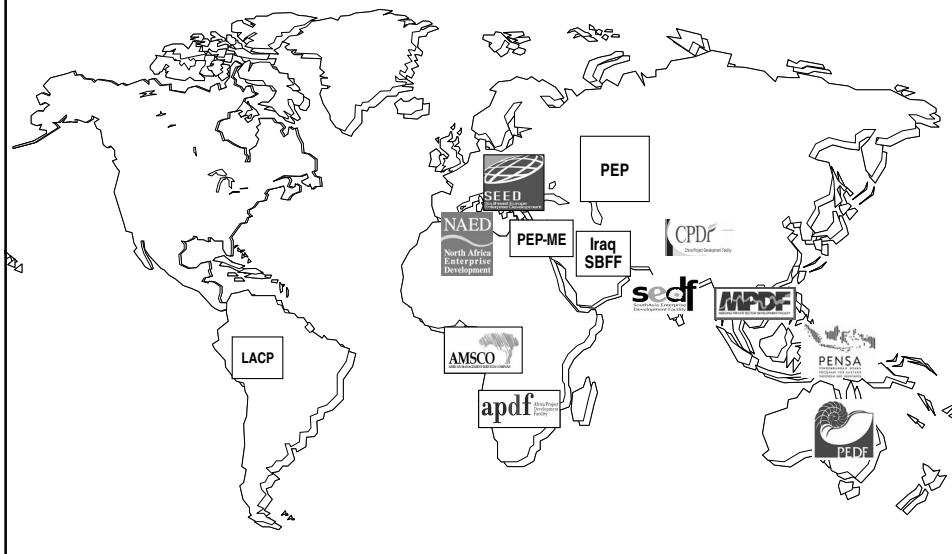 PEP
SEED
Southeast Europe
Enterprise Development
NAED
North Africa
Enterprise
Development
PEP-ME
Iraq
SBFF
CPDF
China Project Development Facility
sedf
SouthAsia Enterprise
Development Facility
MPDF
LACP
AMSCO
AFRICAN MANAGEMENT SERVICES COMPANY
apdf
Africa Project
Development
Facility
PENSA
PEDF